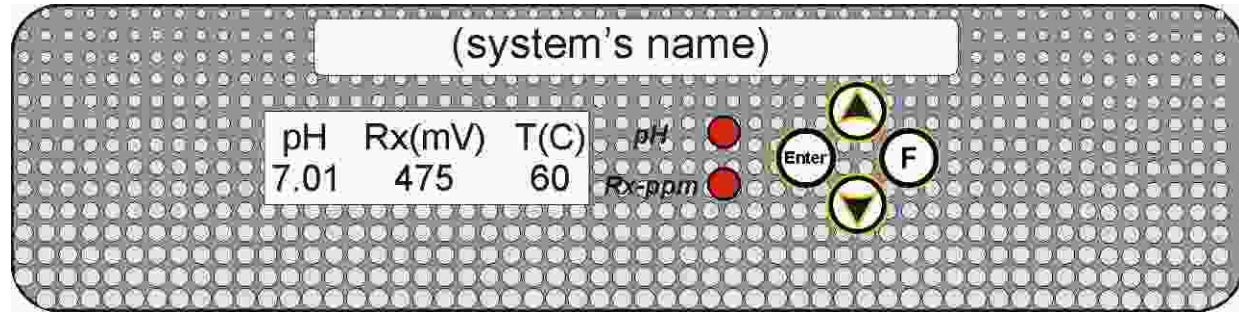 (system's name)
pH Rx(mV) T(C)
7.01 475 60
pH
Rx-ppm
Enter
F